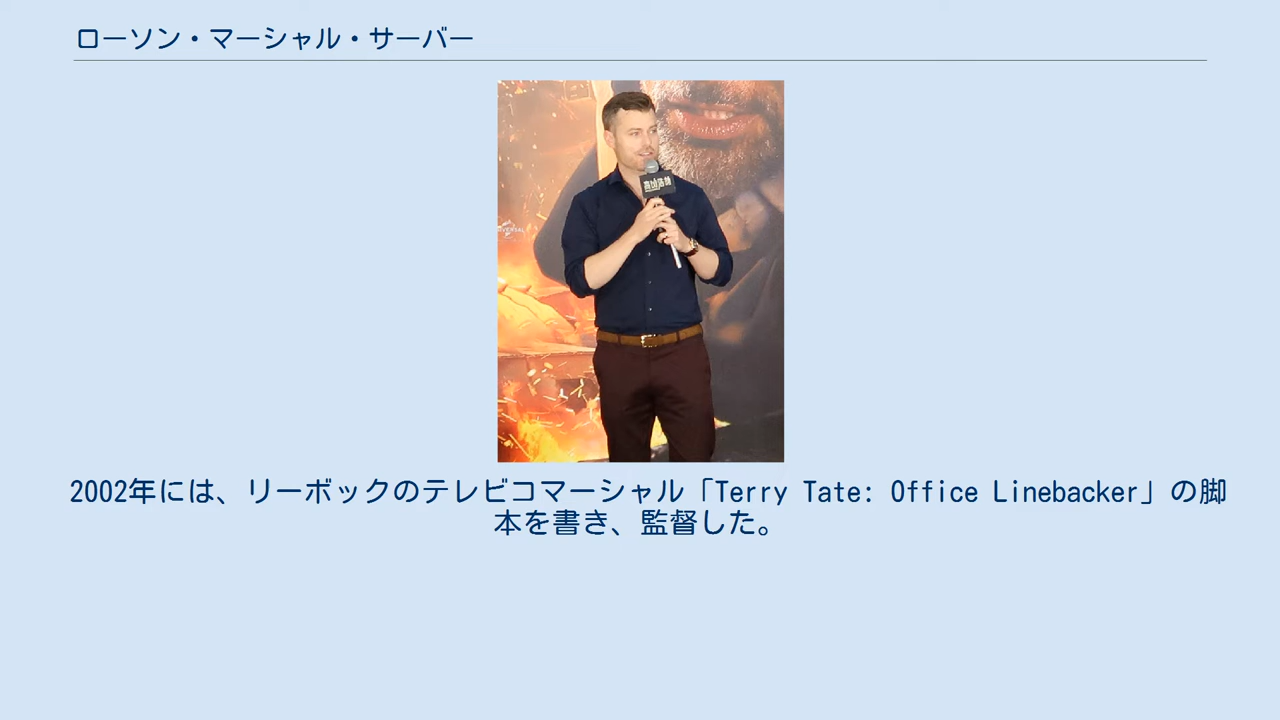 ローソン・マーシャル・サーバー
2002年には、リーボックのテレビコマーシャル「Terry Tate: Office Linebacker」の脚
本を書き、監督した。